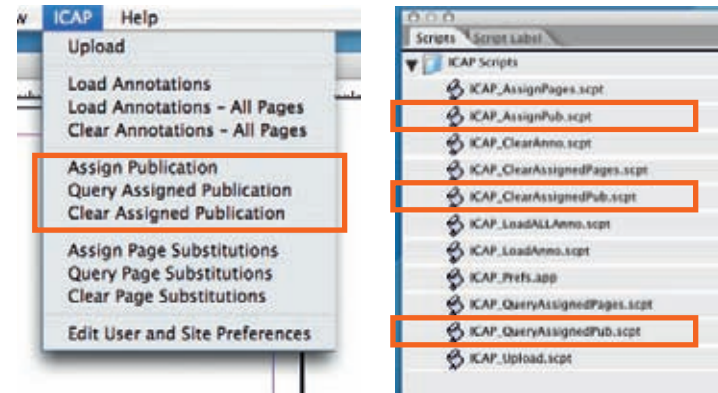 ICAP Help
Upload
Load Annotations
Load Annotations - All Pages
Clear Annotations - All Pages
Assign Publication
Query Assigned Publication
Clear Assigned Publication
Assign Page Substitutions
Query Page Substitutions
Clear Page Substitutions
Edit User and Site Preferences
Scripts Script Label
ICAP Scripts
ICAP_AssignPages.scpt
ICAP_AssignPub.scpt
ICAP_ClearAnno.scpt
ICAP_ClearAssignedPages.scpt
ICAP_ClearAssignedPub.scpt
ICAP_LoadALLAnno.scpt
ICAP_LoadAnno.scpt
ICAP_Prefs.app
ICAP_QueryAssignedPages.scpt
ICAP_QueryAssignedPub.scpt
ICAP_Upload.scpt